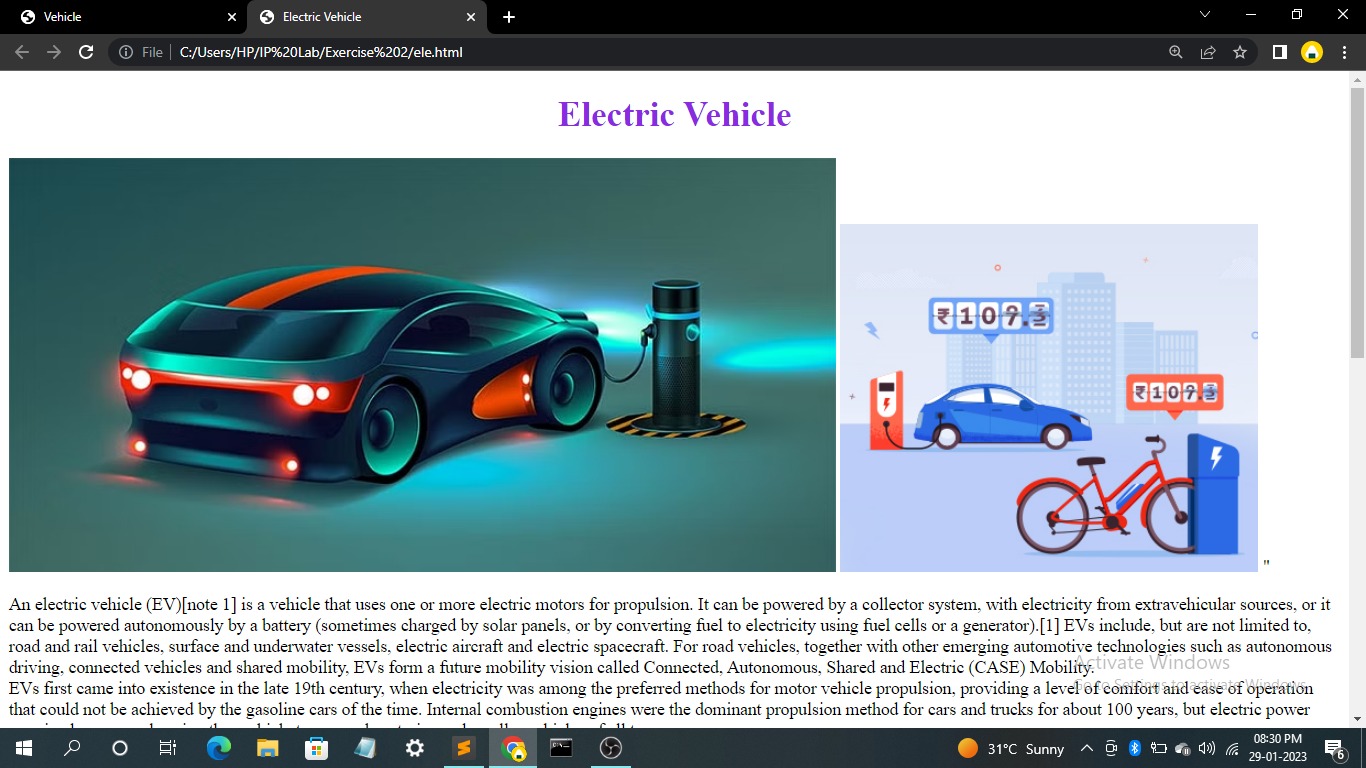 Vehicle
Electric Vehicle
File
C:/Users/HP/IP%20Lab/Exercise%202/ele.html
Electric Vehicle
₹109.
₹109.
"
An electric vehicle (EV)[note 1] is a vehicle that uses one or more electric motors for propulsion. It can be powered by a collector system, with electricity from extravehicular sources, or it
can be powered autonomously by a battery (sometimes charged by solar panels, or by converting fuel to electricity using fuel cells or a generator).[1] EVs include, but are not limited to,
road and rail vehicles, surface and underwater vessels, electric aircraft and electric spacecraft. For road vehicles, together with other emerging automotive technologies such as autonomous
driving, connected vehicles and shared mobility, EVs form a future mobility vision called Connected, Autonomous, Shared and Electric (CASE) Mobility.
Activate Windows
Go to Settings to activate Windows.
EVs first came into existence in the late 19th century, when electricity was among the preferred methods for motor vehicle propulsion, providing a level of comfort and ease of operation
that could not be achieved by the gasoline cars of the time. Internal combustion engines were the dominant propulsion method for cars and trucks for about 100 years, but electric power
31°C Sunny
08:30 PM
29-01-2023
6